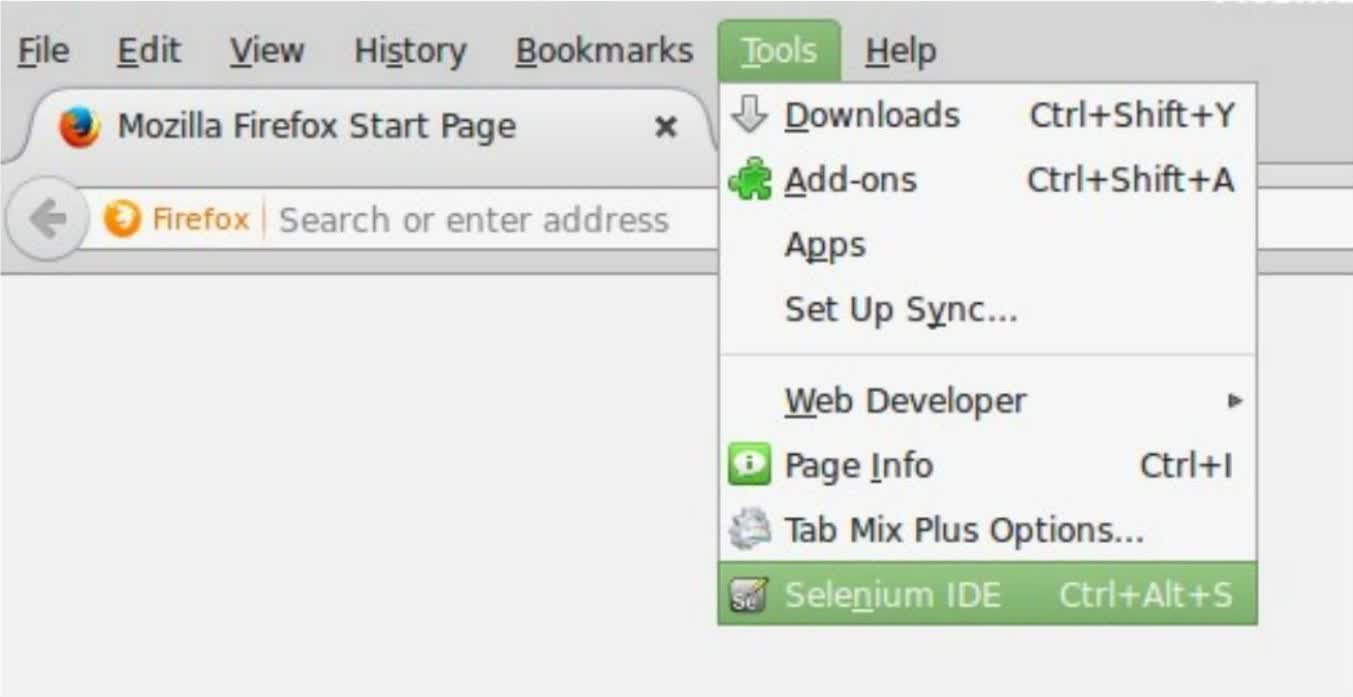 File Edit View History Bookmarks Tools Help
Mozilla Firefox Start Page
Firefox Search or enter address
Downloads Ctrl+Shift+Y
Add-ons Ctrl+Shift+A
Apps
Set Up Sync...
Web Developer
Page Info Ctrl+I
Tab Mix Plus Options...
Se Selenium IDE Ctrl+Alt+S